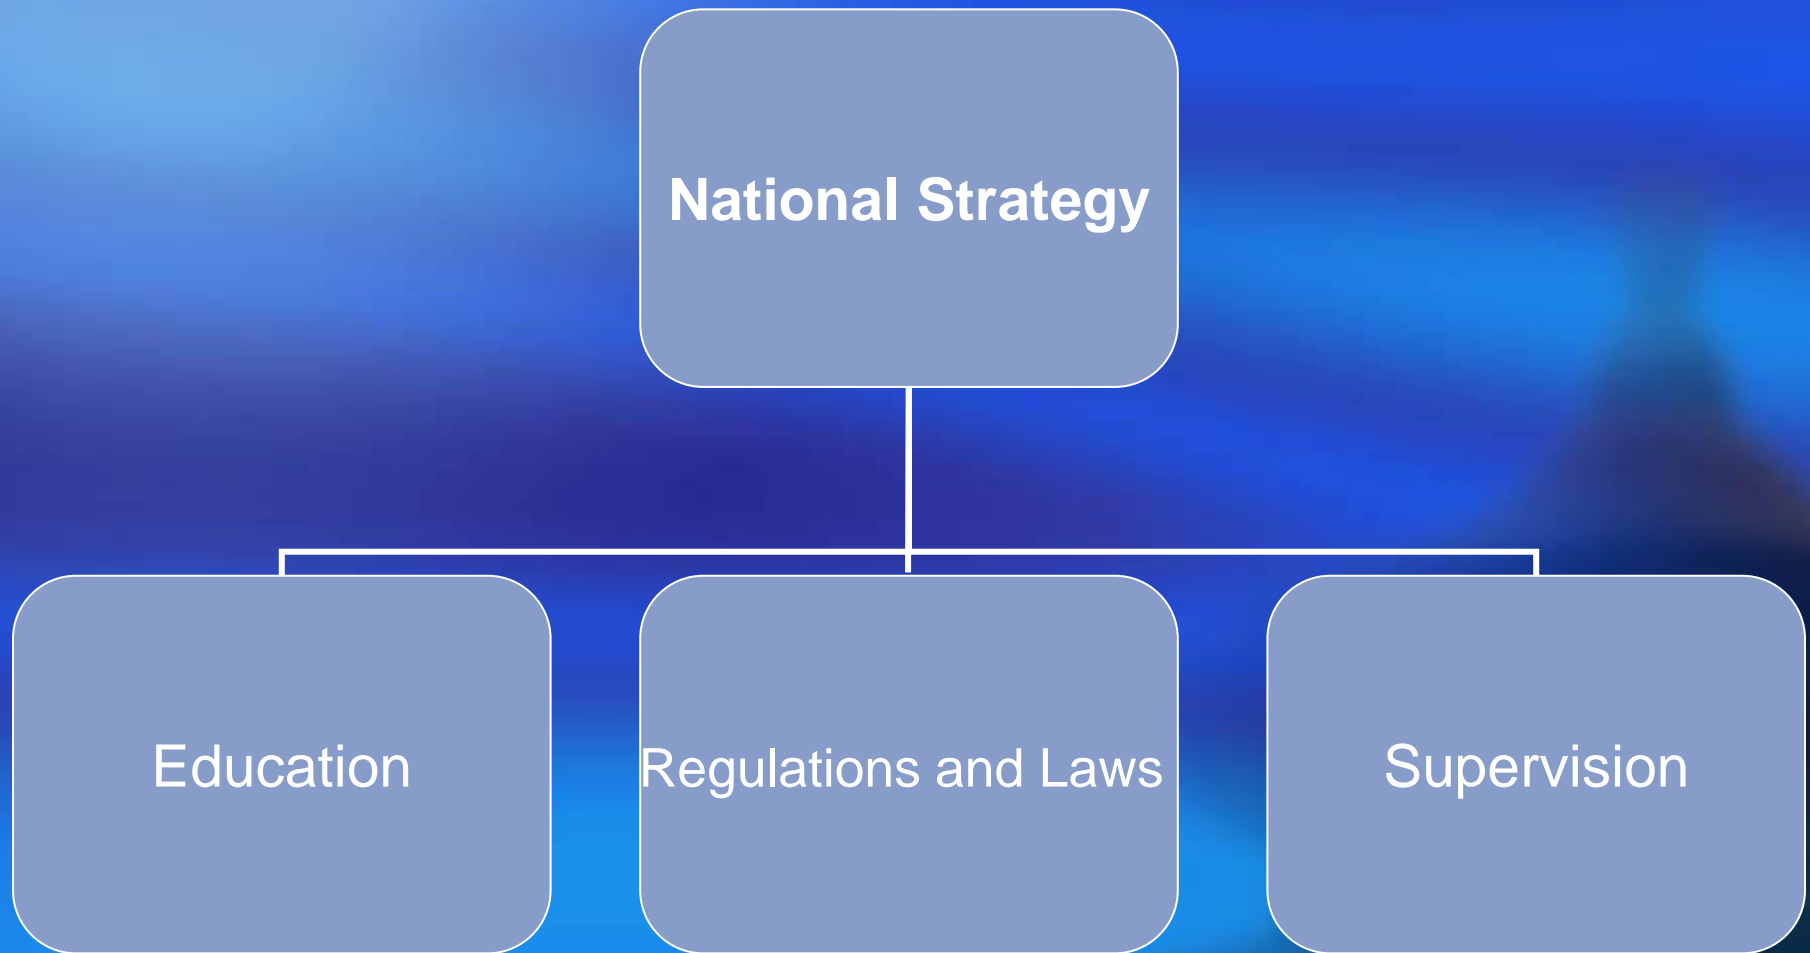 National Strategy
Education
Regulations and Laws
Supervision